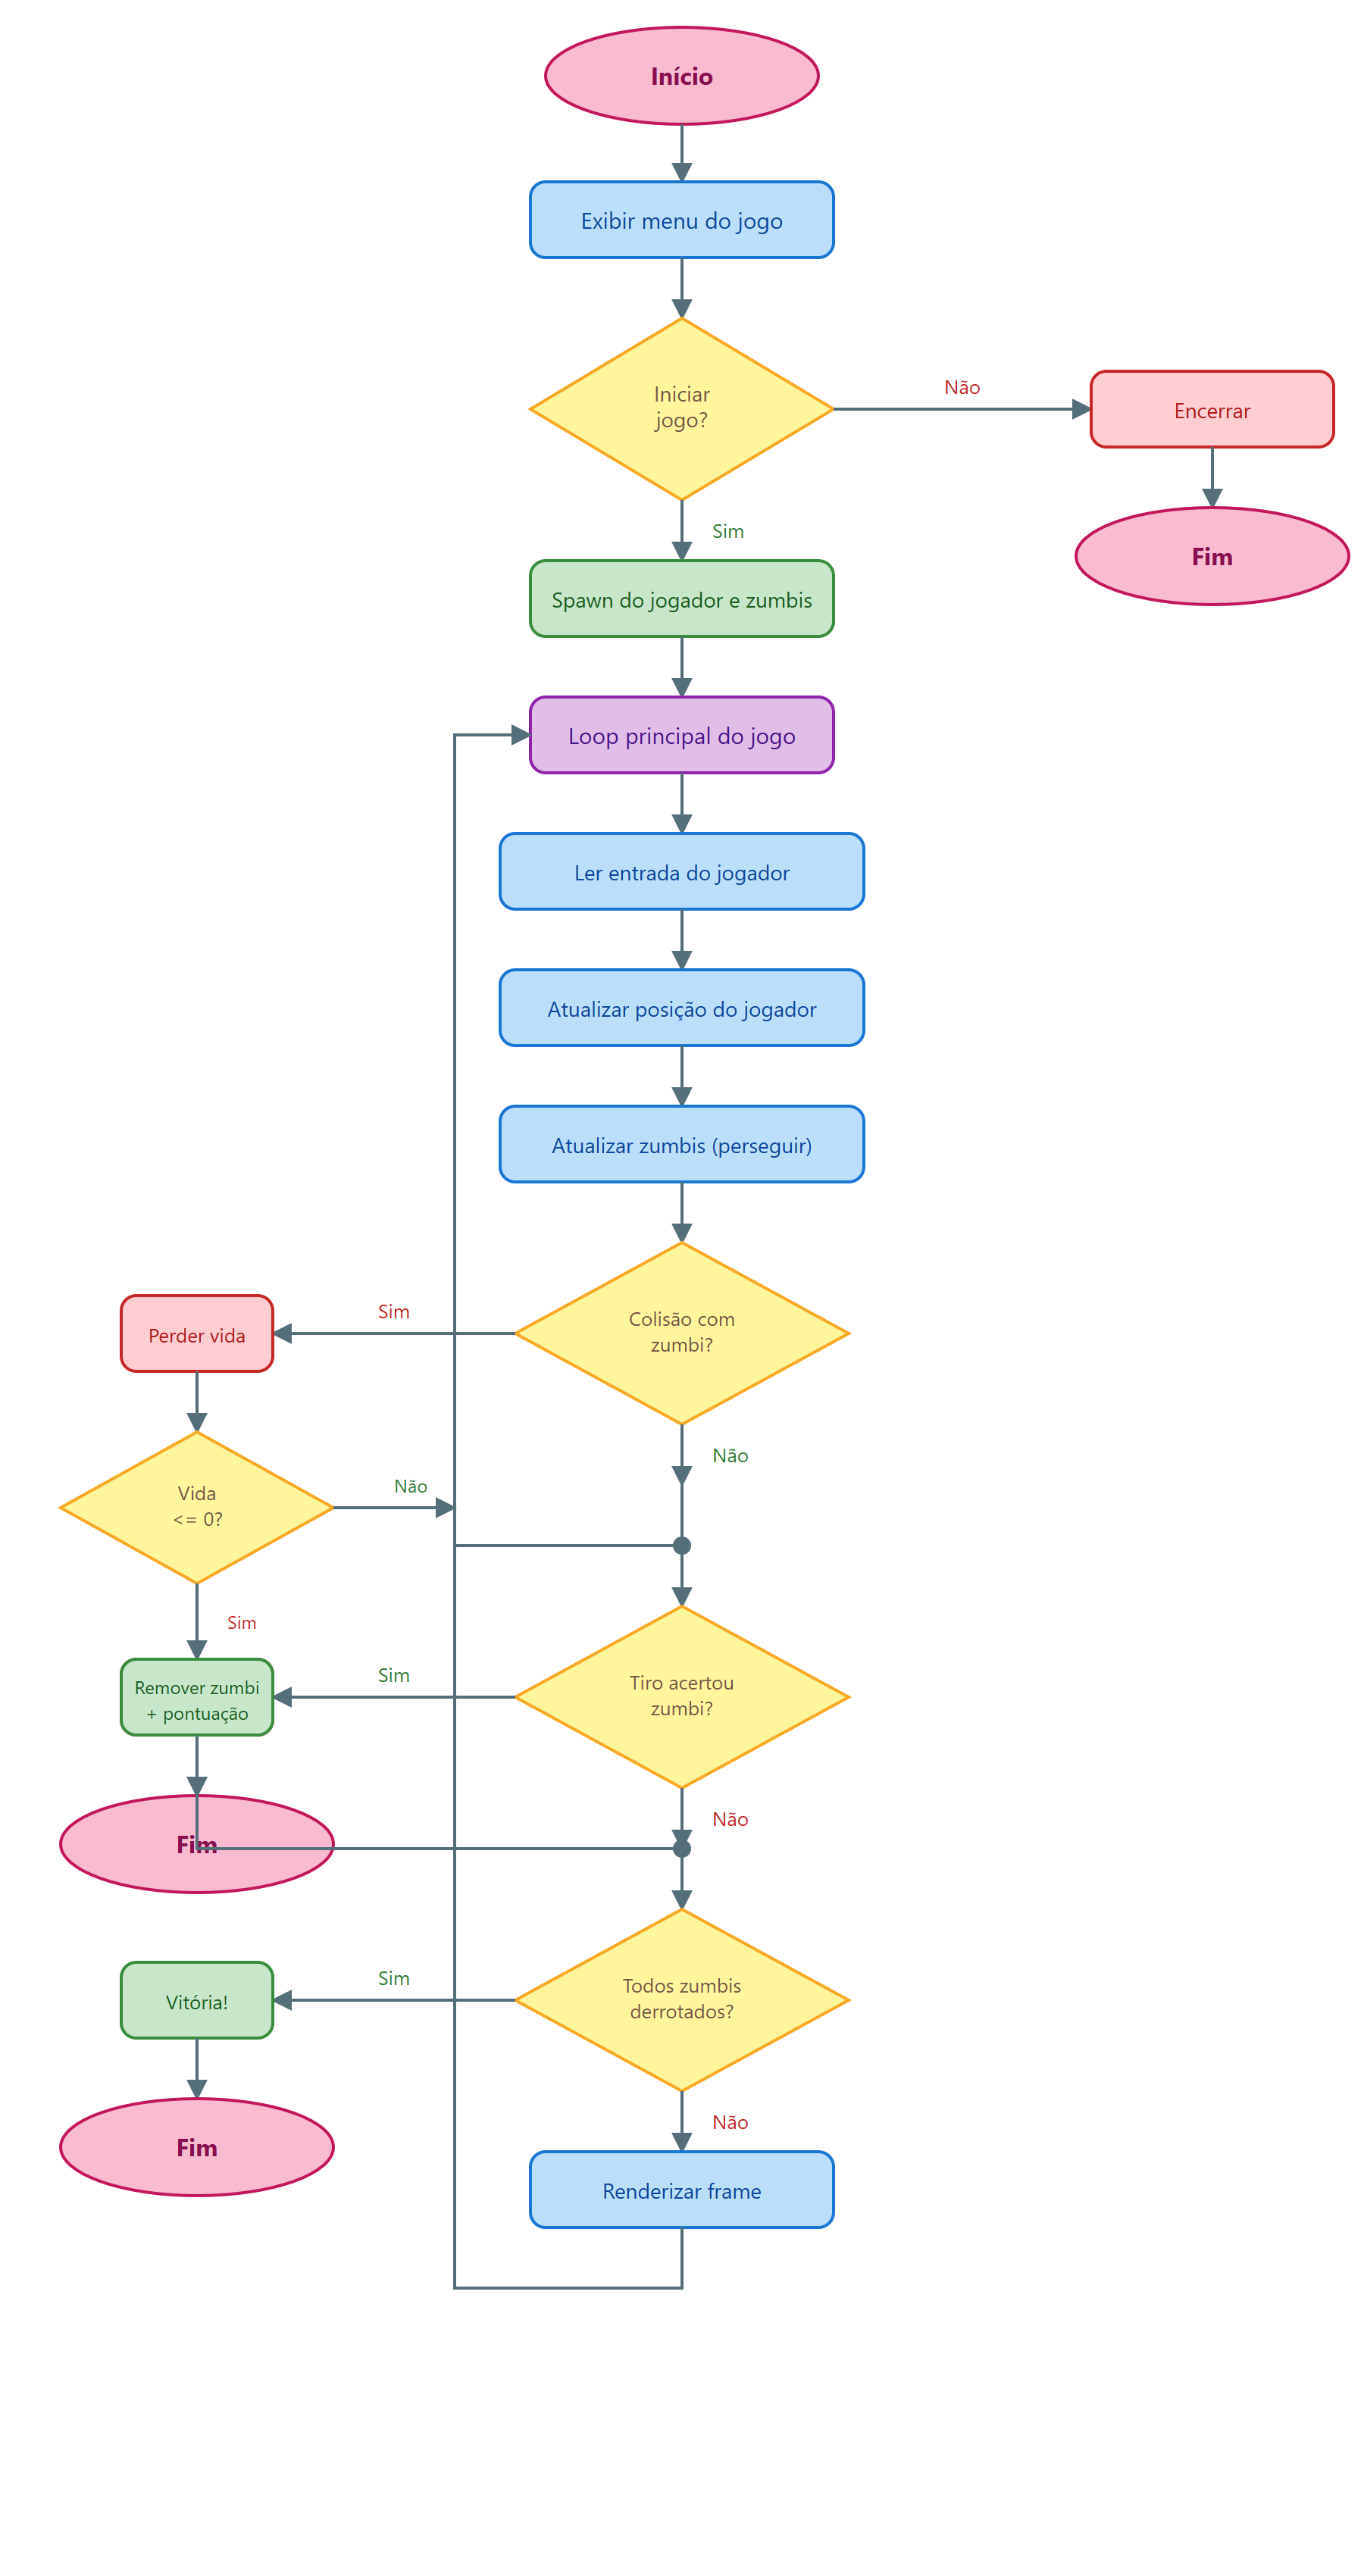 Início
Exibir menu do jogo
Iniciar
jogo?
Não
Encerrar
Fim
Sim
Spawn do jogador e zumbis
Loop principal do jogo
Ler entrada do jogador
Atualizar posição do jogador
Atualizar zumbis (perseguir)
Colisão com
zumbi?
Sim
Perder vida
Não
Vida
<= 0?
Não
Sim
Tiro acertou
zumbi?
Sim
Remover zumbi
+ pontuação
Não
Fim
Todos zumbis
derrotados?
Sim
Vitória!
Fim
Não
Renderizar frame